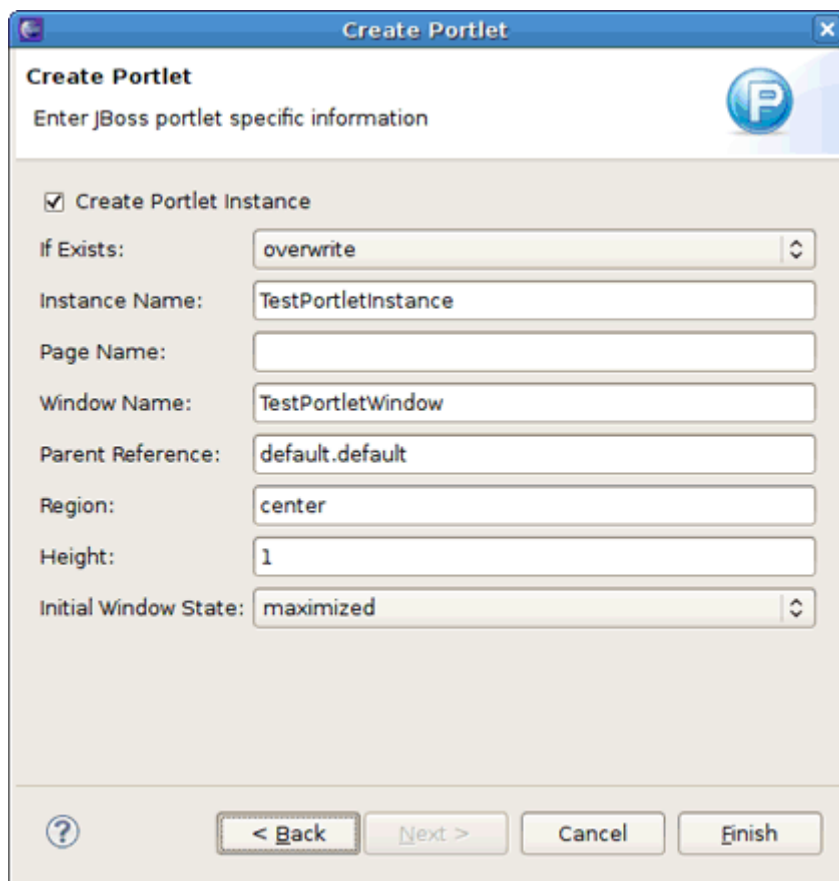 Create Portlet
Create Portlet
Enter JBoss portlet specific information
P
Create Portlet Instance
If Exists: overwrite
Instance Name: TestPortletInstance
Page Name:
Window Name: TestPortletWindow
Parent Reference: default.default
Region: center
Height: 1
Initial Window State: maximized
? < Back Next > Cancel Finish